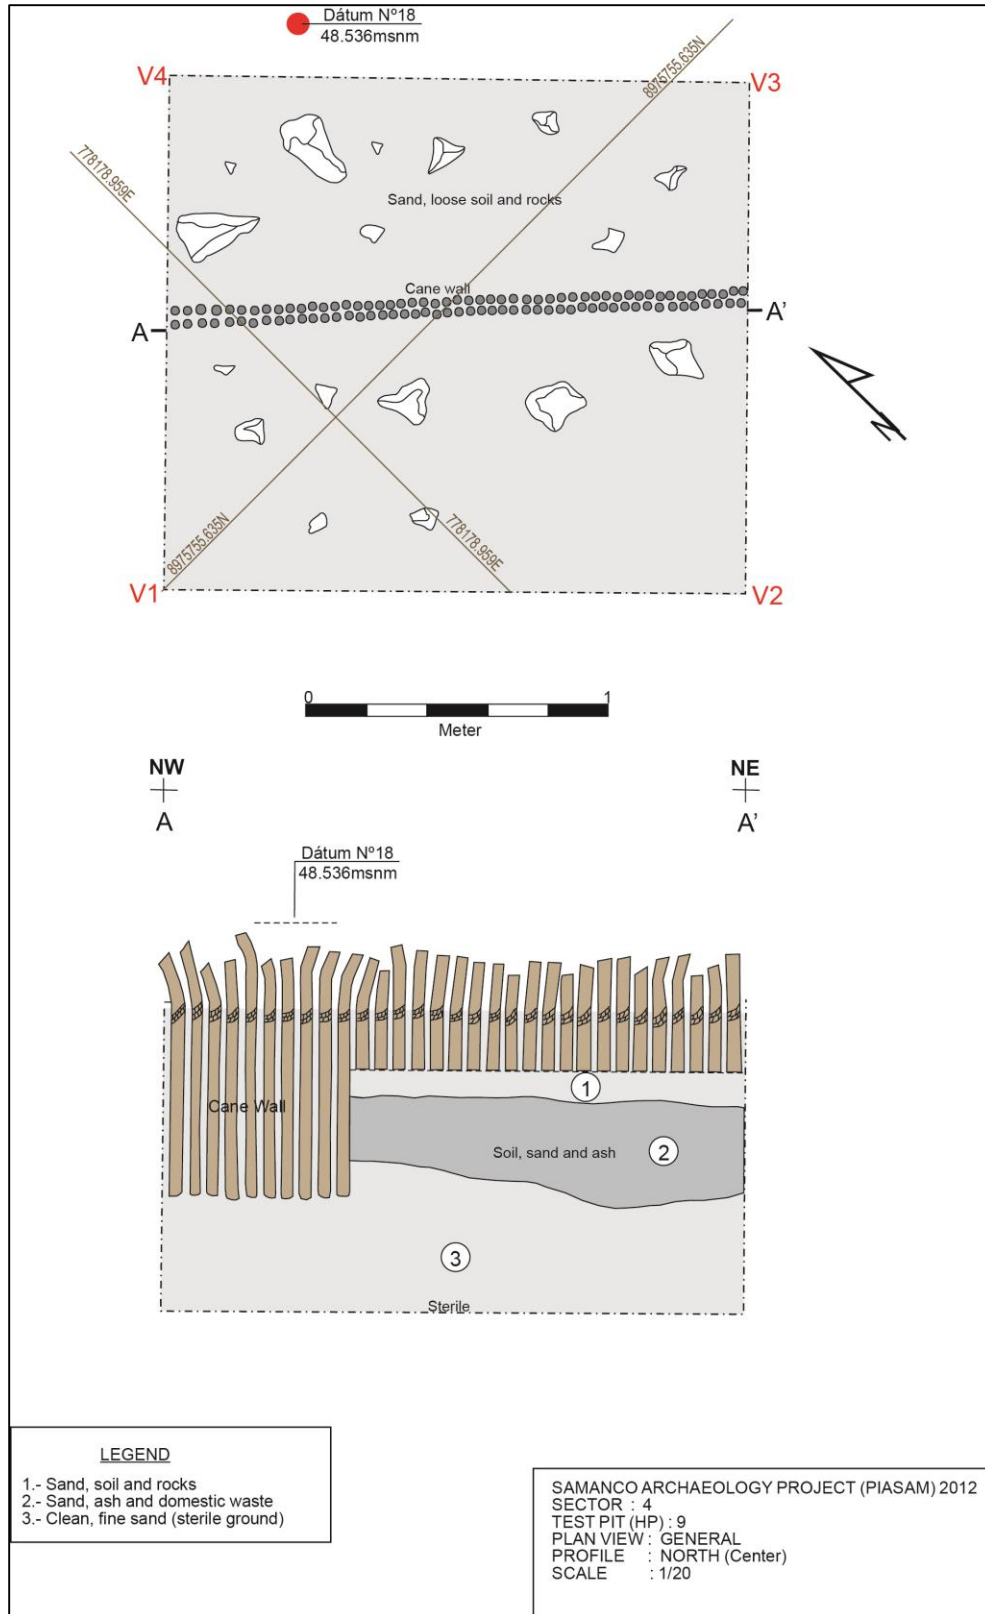 Dátum Nº18
48.536msnm
V4
V3
8975755.635N
778178.959E
Sand, loose soil and rocks
Cane wall
A
A'
N
8975755.635N
778178.959E
V1
V2
0
1
Meter
NW
NE
A
A'
Dátum Nº18
48.536msnm
1
Cane Wall
Soil, sand and ash
2
3
Sterile
LEGEND
1.- Sand, soil and rocks
2.- Sand, ash and domestic waste
3.- Clean, fine sand (sterile ground)
SAMANCO ARCHAEOLOGY PROJECT (PIASAM) 2012
SECTOR : 4
TEST PIT (HP) : 9
PLAN VIEW : GENERAL
PROFILE : NORTH (Center)
SCALE : 1/20